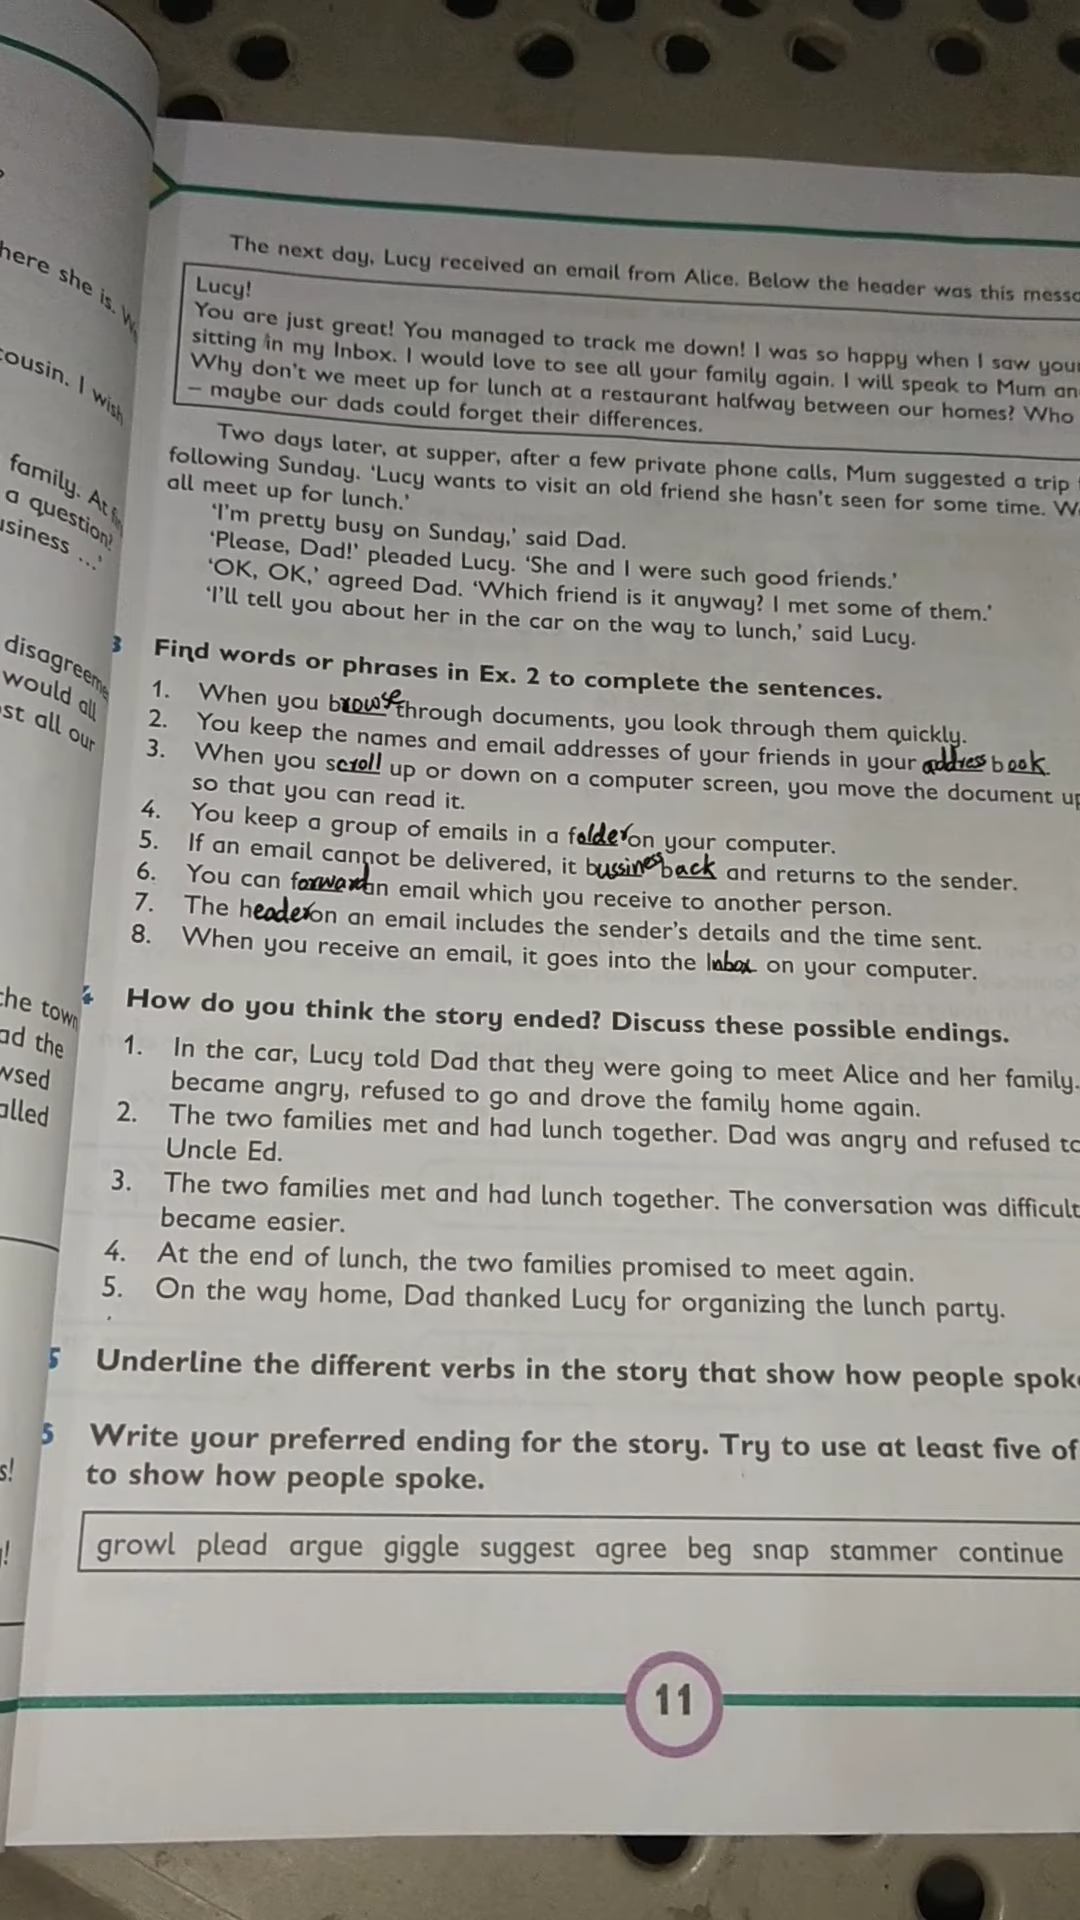 here she is. W
cousin. I wish
family. At fir
a question?
usiness ...'
disagreeme
would all
ost all our
the town
ad the
wsed
alled
s!
The next day, Lucy received an email from Alice. Below the header was this messa
Lucy!
You are just great! You managed to track me down! I was so happy when I saw your
sitting in my Inbox. I would love to see all your family again. I will speak to Mum an
Why don't we meet up for lunch at a restaurant halfway between our homes? Who
– maybe our dads could forget their differences.
Two days later, at supper, after a few private phone calls, Mum suggested a trip
following Sunday. 'Lucy wants to visit an old friend she hasn't seen for some time. W
all meet up for lunch.'
'I'm pretty busy on Sunday,' said Dad.
'Please, Dad!' pleaded Lucy. 'She and I were such good friends.'
'OK, OK,' agreed Dad. 'Which friend is it anyway? I met some of them.'
'I'll tell you about her in the car on the way to lunch,' said Lucy.
3 Find words or phrases in Ex. 2 to complete the sentences.
1. When you browse through documents, you look through them quickly.
2. You keep the names and email addresses of your friends in your address book.
3. When you scroll up or down on a computer screen, you move the document up
so that you can read it.
4. You keep a group of emails in a folder on your computer.
5. If an email cannot be delivered, it bussiness back and returns to the sender.
6. You can forward an email which you receive to another person.
7. The header on an email includes the sender's details and the time sent.
8. When you receive an email, it goes into the Inbox on your computer.
4 How do you think the story ended? Discuss these possible endings.
1. In the car, Lucy told Dad that they were going to meet Alice and her family.
became angry, refused to go and drove the family home again.
2. The two families met and had lunch together. Dad was angry and refused to
Uncle Ed.
3. The two families met and had lunch together. The conversation was difficult
became easier.
4. At the end of lunch, the two families promised to meet again.
5. On the way home, Dad thanked Lucy for organizing the lunch party.
5 Underline the different verbs in the story that show how people spoke
Write your preferred ending for the story. Try to use at least five of
to show how people spoke.
growl plead argue giggle suggest agree beg snap stammer continue
11